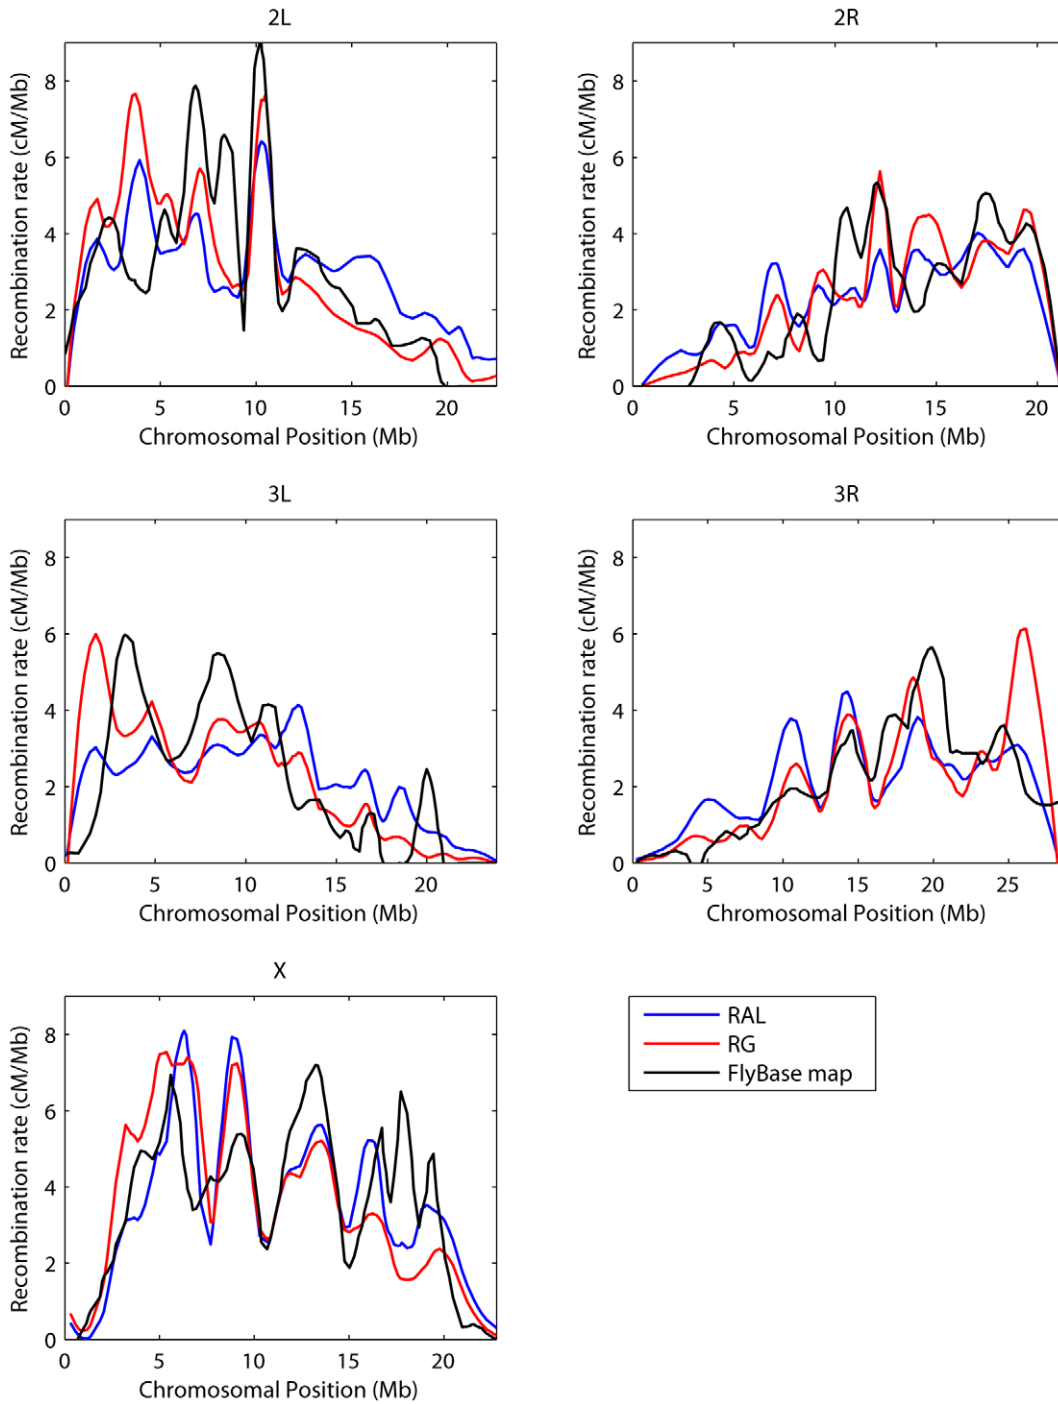 2L
Recombination rate (cM/Mb)
8
6
4
2
0
0 5 10 15 20
Chromosomal Position (Mb)
2R
Recombination rate (cM/Mb)
8
6
4
2
0
0 5 10 15 20
Chromosomal Position (Mb)
3L
Recombination rate (cM/Mb)
8
6
4
2
0
0 5 10 15 20
Chromosomal Position (Mb)
3R
Recombination rate (cM/Mb)
8
6
4
2
0
0 5 10 15 20 25
Chromosomal Position (Mb)
X
Recombination rate (cM/Mb)
8
6
4
2
0
0 5 10 15 20
Chromosomal Position (Mb)
RAL
RG
FlyBase map